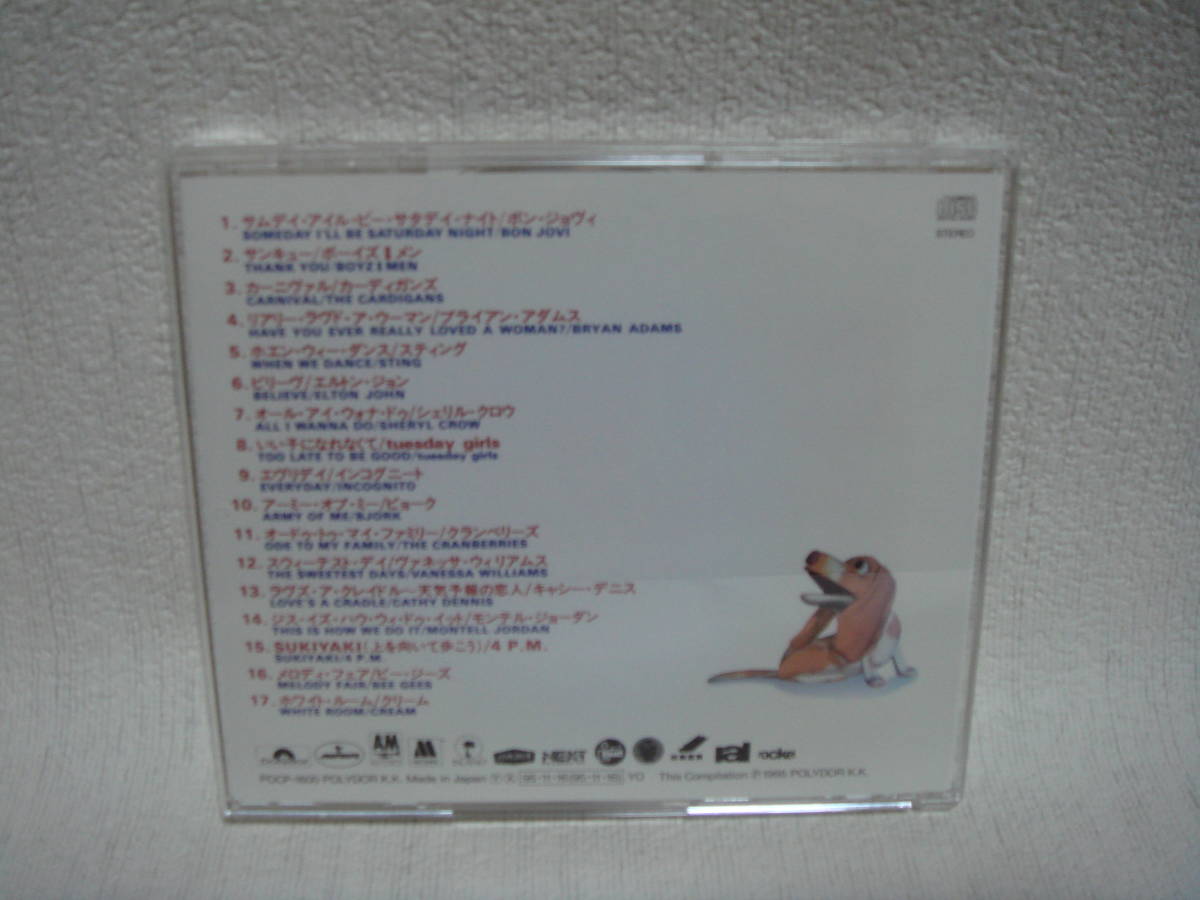 STEREO
1. サムデイ・アイル・ビー・サタデイ・ナイト/ボン・ジョヴィ
SOMEDAY I'LL BE SATURDAY NIGHT/BON JOVI
2. サンキュー/ボーイズⅡメン
THANK YOU/BOYZ Ⅱ MEN
3. カーニヴァル/カーディガンズ
CARNIVAL/THE CARDIGANS
4. リアリー・ラヴド・ア・ウーマン/ブライアン・アダムス
HAVE YOU EVER REALLY LOVED A WOMAN?/BRYAN ADAMS
5. ホエン・ウィー・ダンス/スティング
WHEN WE DANCE/STING
6. ビリーヴ/エルトン・ジョン
BELIEVE/ELTON JOHN
7. オール・アイ・ウォナ・ドゥ/シェリル・クロウ
ALL I WANNA DO/SHERYL CROW
8. いい子になれなくて/tuesday girls
TOO LATE TO BE GOOD/tuesday girls
9. エヴリデイ/インコグニート
EVERYDAY/INCOGNITO
10. アーミー・オブ・ミー/ビョーク
ARMY OF ME/BJORK
11. オード・トゥ・マイ・ファミリー/クランベリーズ
ODE TO MY FAMILY/THE CRANBERRIES
12. スウィーテスト・デイ/ヴァネッサ・ウィリアムス
THE SWEETEST DAYS/VANESSA WILLIAMS
13. ラヴズ・ア・クレイドル〜天気予報の恋人/キャシー・デニス
LOVE'S A CRADLE/CATHY DENNIS
14. ジス・イズ・ハウ・ウィ・ドゥ・イット/モンテル・ジョーダン
THIS IS HOW WE DO IT/MONTELL JORDAN
15. SUKIYAKI(上を向いて歩こう)/4 P.M.
SUKIYAKI/4 P.M.
16. メロディ・フェア/ビー・ジーズ
MELODY FAIR/BEE GEES
17. ホワイト・ルーム/クリーム
WHITE ROOM/CREAM
A&M NEXT rocket
POCP-1600 POLYDOR K.K. Made in Japan YO This Compilation Ⓟ1995 POLYDOR K.K.